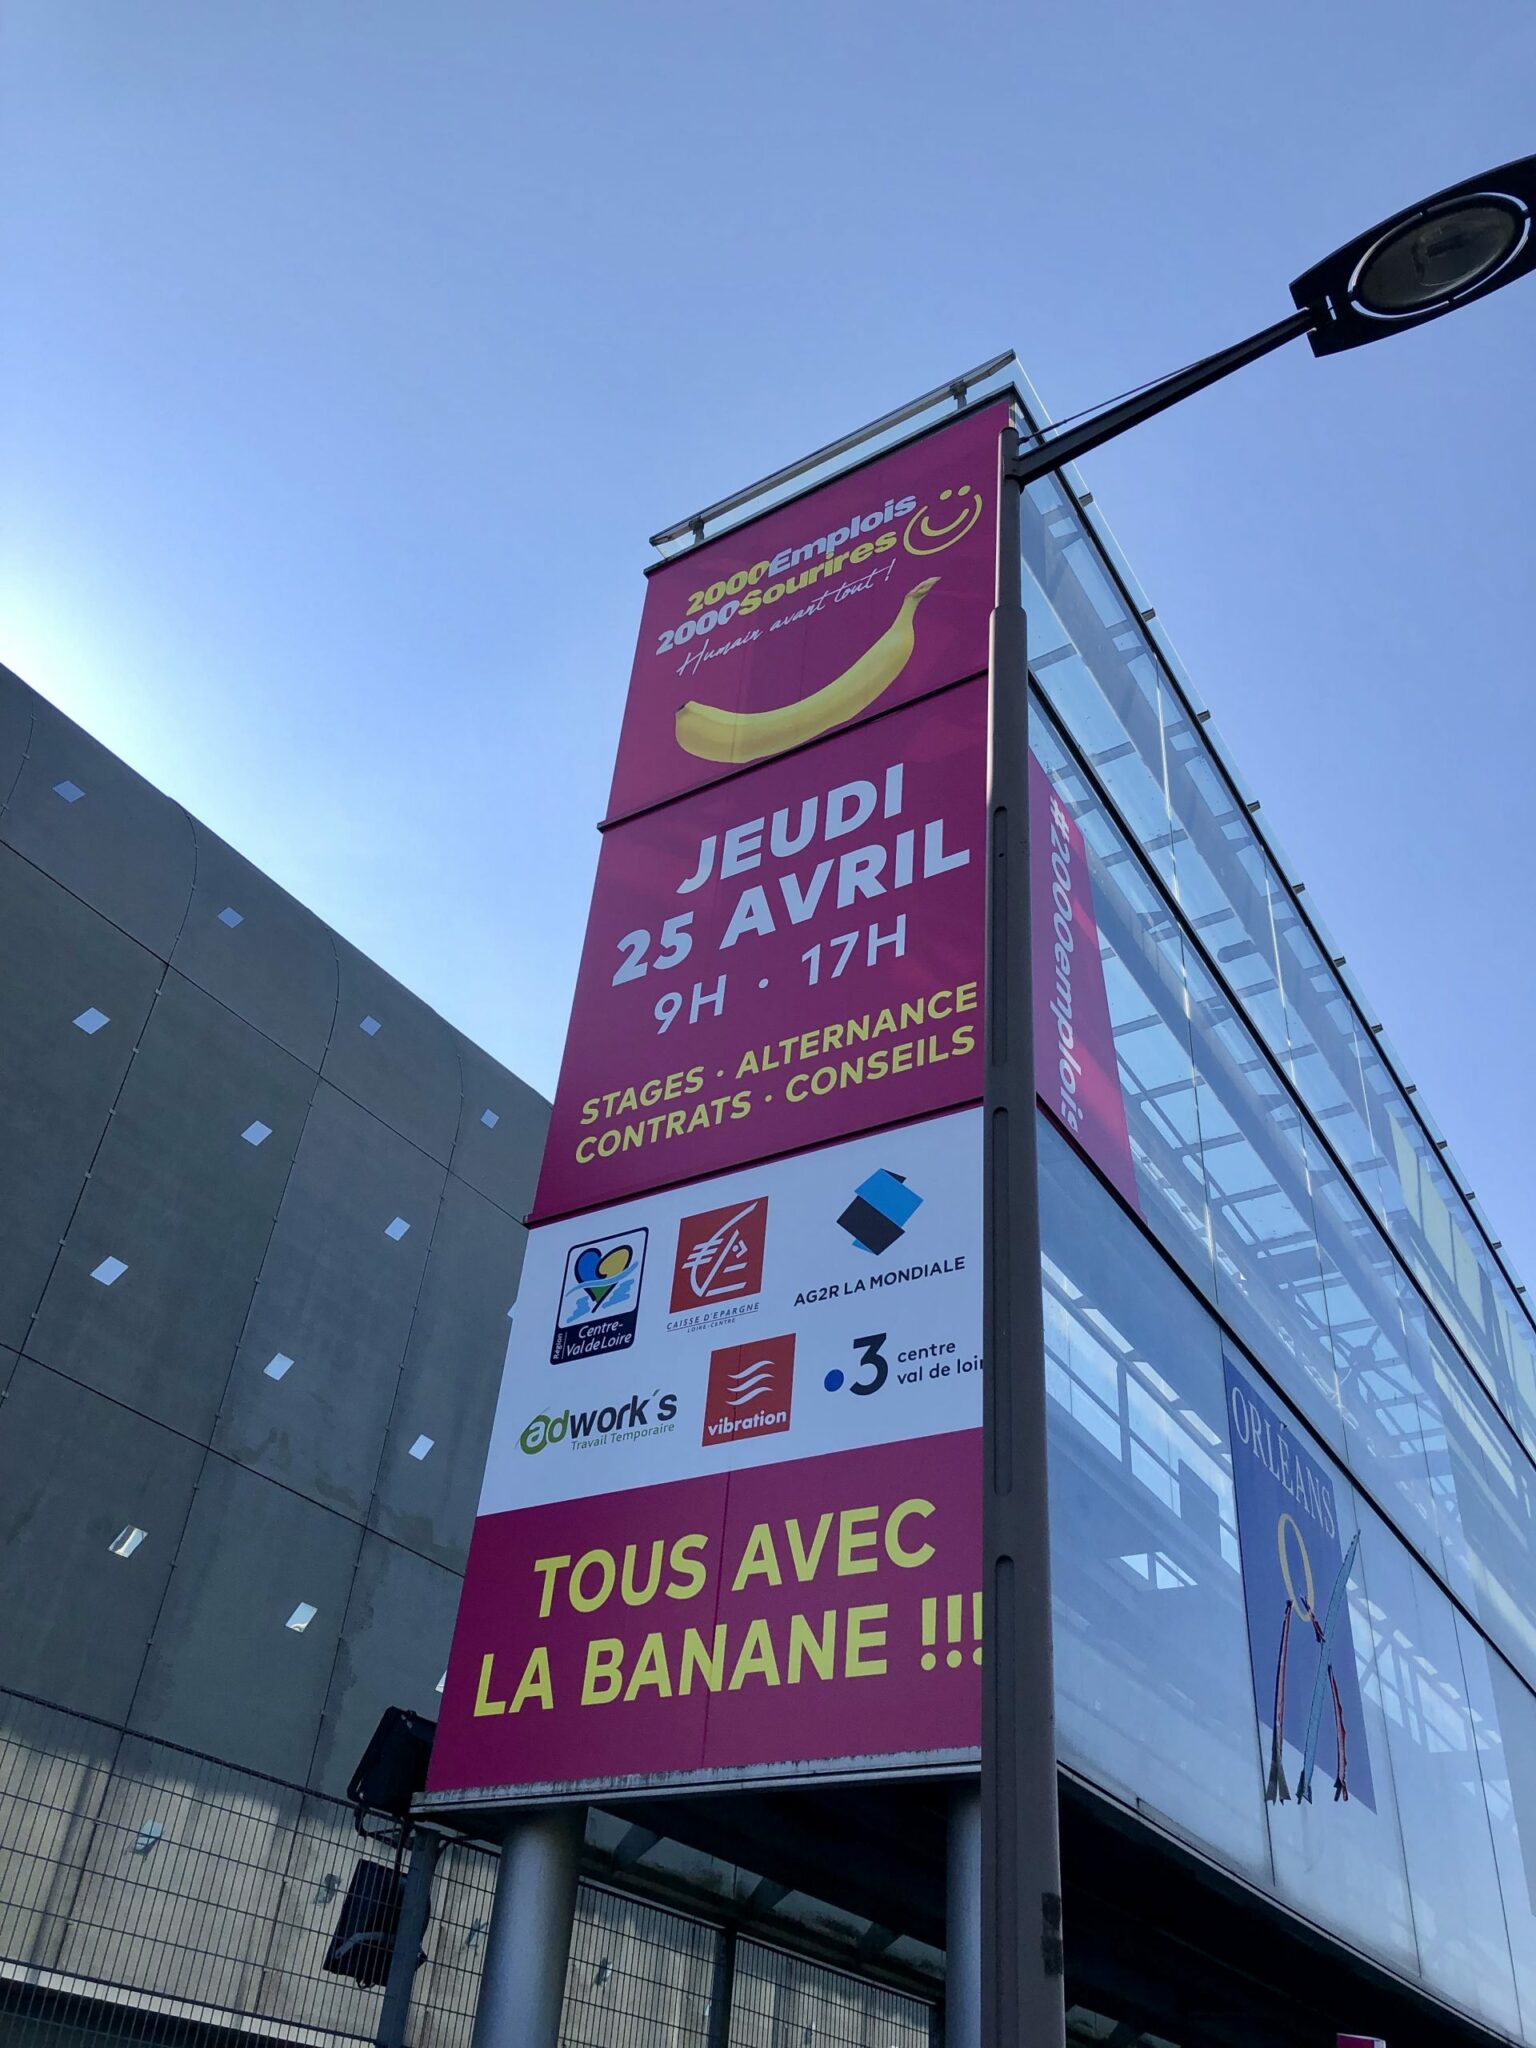 2000Emplois
2000Sourires
Humain avant tout !
JEUDI
25 AVRIL
9H · 17H
STAGES · ALTERNANCE
CONTRATS · CONSEILS
#2000emplois
Région
Centre-
Val de Loire
CAISSE D'EPARGNE
LOIRE-CENTRE
AG2R LA MONDIALE
adwork's
Travail Temporaire
vibration
3 centre
val de loi
ORLÉANS
TOUS AVEC
LA BANANE !!!